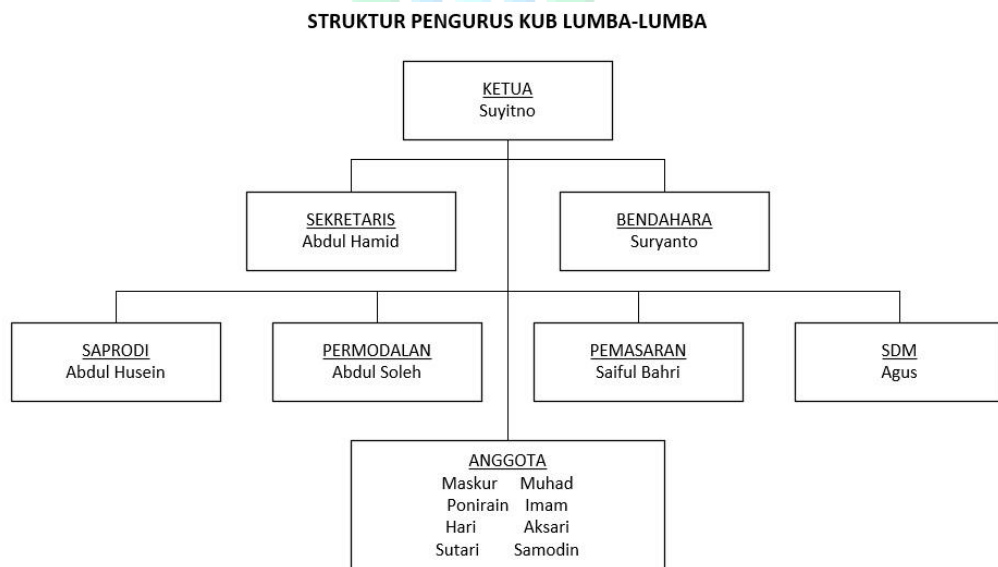 STRUKTUR PENGURUS KUB LUMBA-LUMBA
KETUA
Suyitno
SEKRETARIS
Abdul Hamid
BENDAHARA
Suryanto
SAPRODI
Abdul Husein
PERMODALAN
Abdul Soleh
PEMASARAN
Saiful Bahri
SDM
Agus
ANGGOTA
Maskur Muhad
Ponirain Imam
Hari Aksari
Sutari Samodin